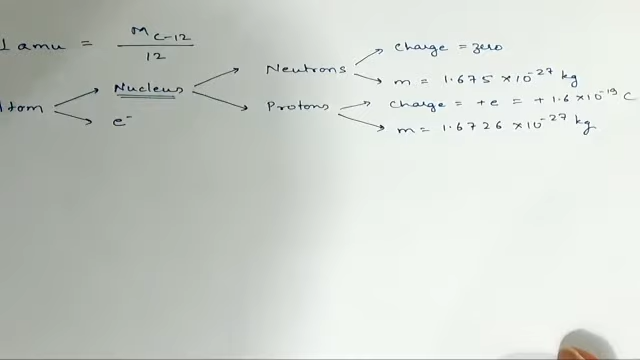 1 amu = M C-12 / 12
Atom → Nucleus → Neutrons → charge = zero
→ m = 1.675 × 10^-27 kg
→ Protons → charge = +e = +1.6 × 10^-19 C
→ m = 1.6726 × 10^-27 kg
→ e^-